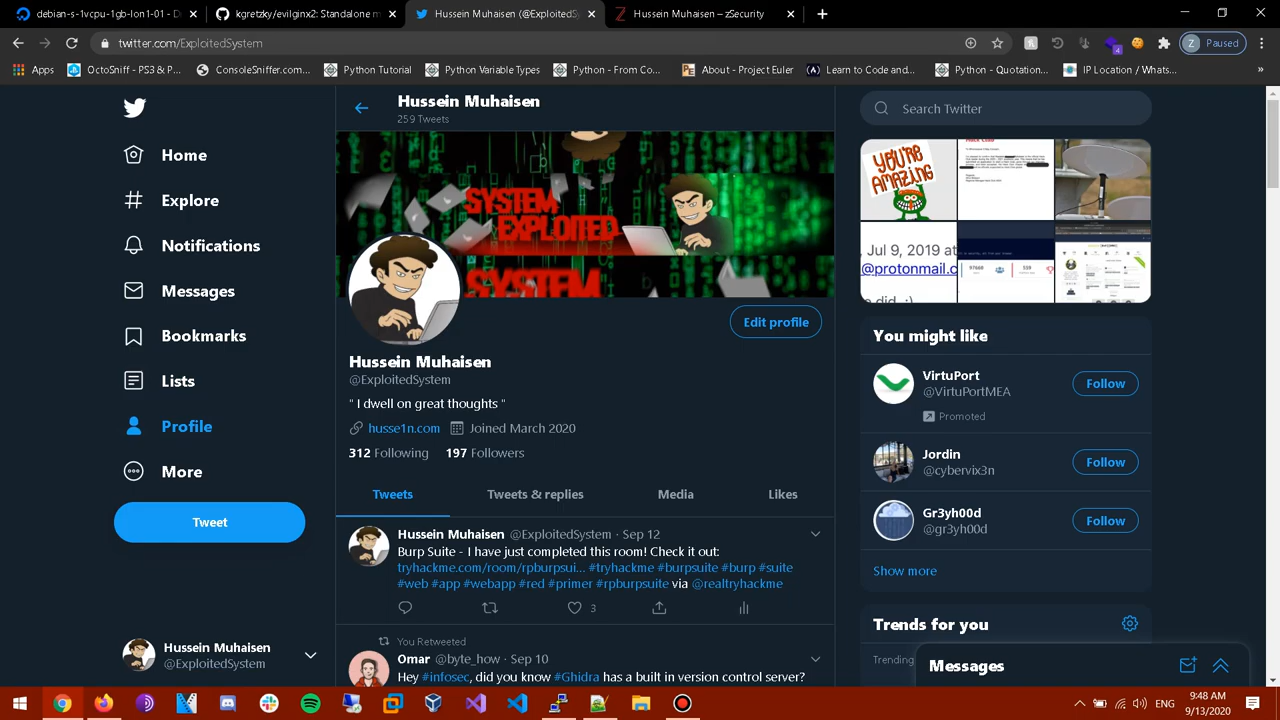 debian-s-1vcpu-1gb-lon1-01 - D
kgretzky/evilginx2: Standalone m
Hussein Muhaisen (@ExploitedSy
Hussein Muhaisen – zSecurity
twitter.com/ExploitedSystem
4
Z Paused
Apps
OctoSniff - PS3 & P...
ConsoleSniffer.com...
Python Tutorial
Python Variable Types
Python - From Co...
About - Project Euler
Learn to Code and...
Python - Quotation...
IP Location / Whats...
»
Home
Explore
Notifications
Messages
Bookmarks
Lists
Profile
More
Tweet
Hussein Muhaisen
@ExploitedSystem
Hussein Muhaisen
259 Tweets
SYSTEM
EXPLOITED
SYSTEM
Edit profile
Hussein Muhaisen
@ExploitedSystem
" I dwell on great thoughts "
husse1n.com Joined March 2020
312 Following 197 Followers
Tweets Tweets & replies Media Likes
Hussein Muhaisen @ExploitedSystem · Sep 12
Burp Suite - I have just completed this room! Check it out:
tryhackme.com/room/rpburpsui... #tryhackme #burpsuite #burp #suite
#web #app #webapp #red #primer #rpburpsuite via @realtryhackme
3
You Retweeted
Omar @byte_how · Sep 10
Hey #infosec, did you know #Ghidra has a built in version control server?
Search Twitter
YOU'RE
AMAZING
, Jul 9, 2019 at
@protonmail.c
You might like
VirtuPort
@VirtuPortMEA
Promoted
Follow
Jordin
@cybervix3n
Follow
Gr3yh00d
@gr3yh00d
Follow
Show more
Trends for you
Trending
Messages
ENG
9:48 AM
9/13/2020